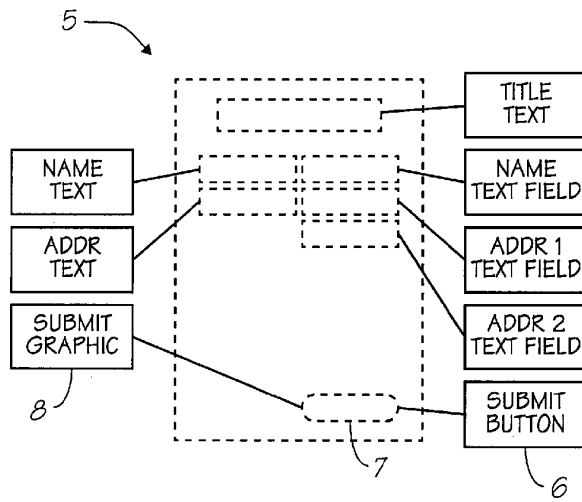 5
TITLE
TEXT
NAME
TEXT
NAME
TEXT FIELD
ADDR
TEXT
ADDR 1
TEXT FIELD
SUBMIT
GRAPHIC
ADDR 2
TEXT FIELD
8
SUBMIT
BUTTON
7
6